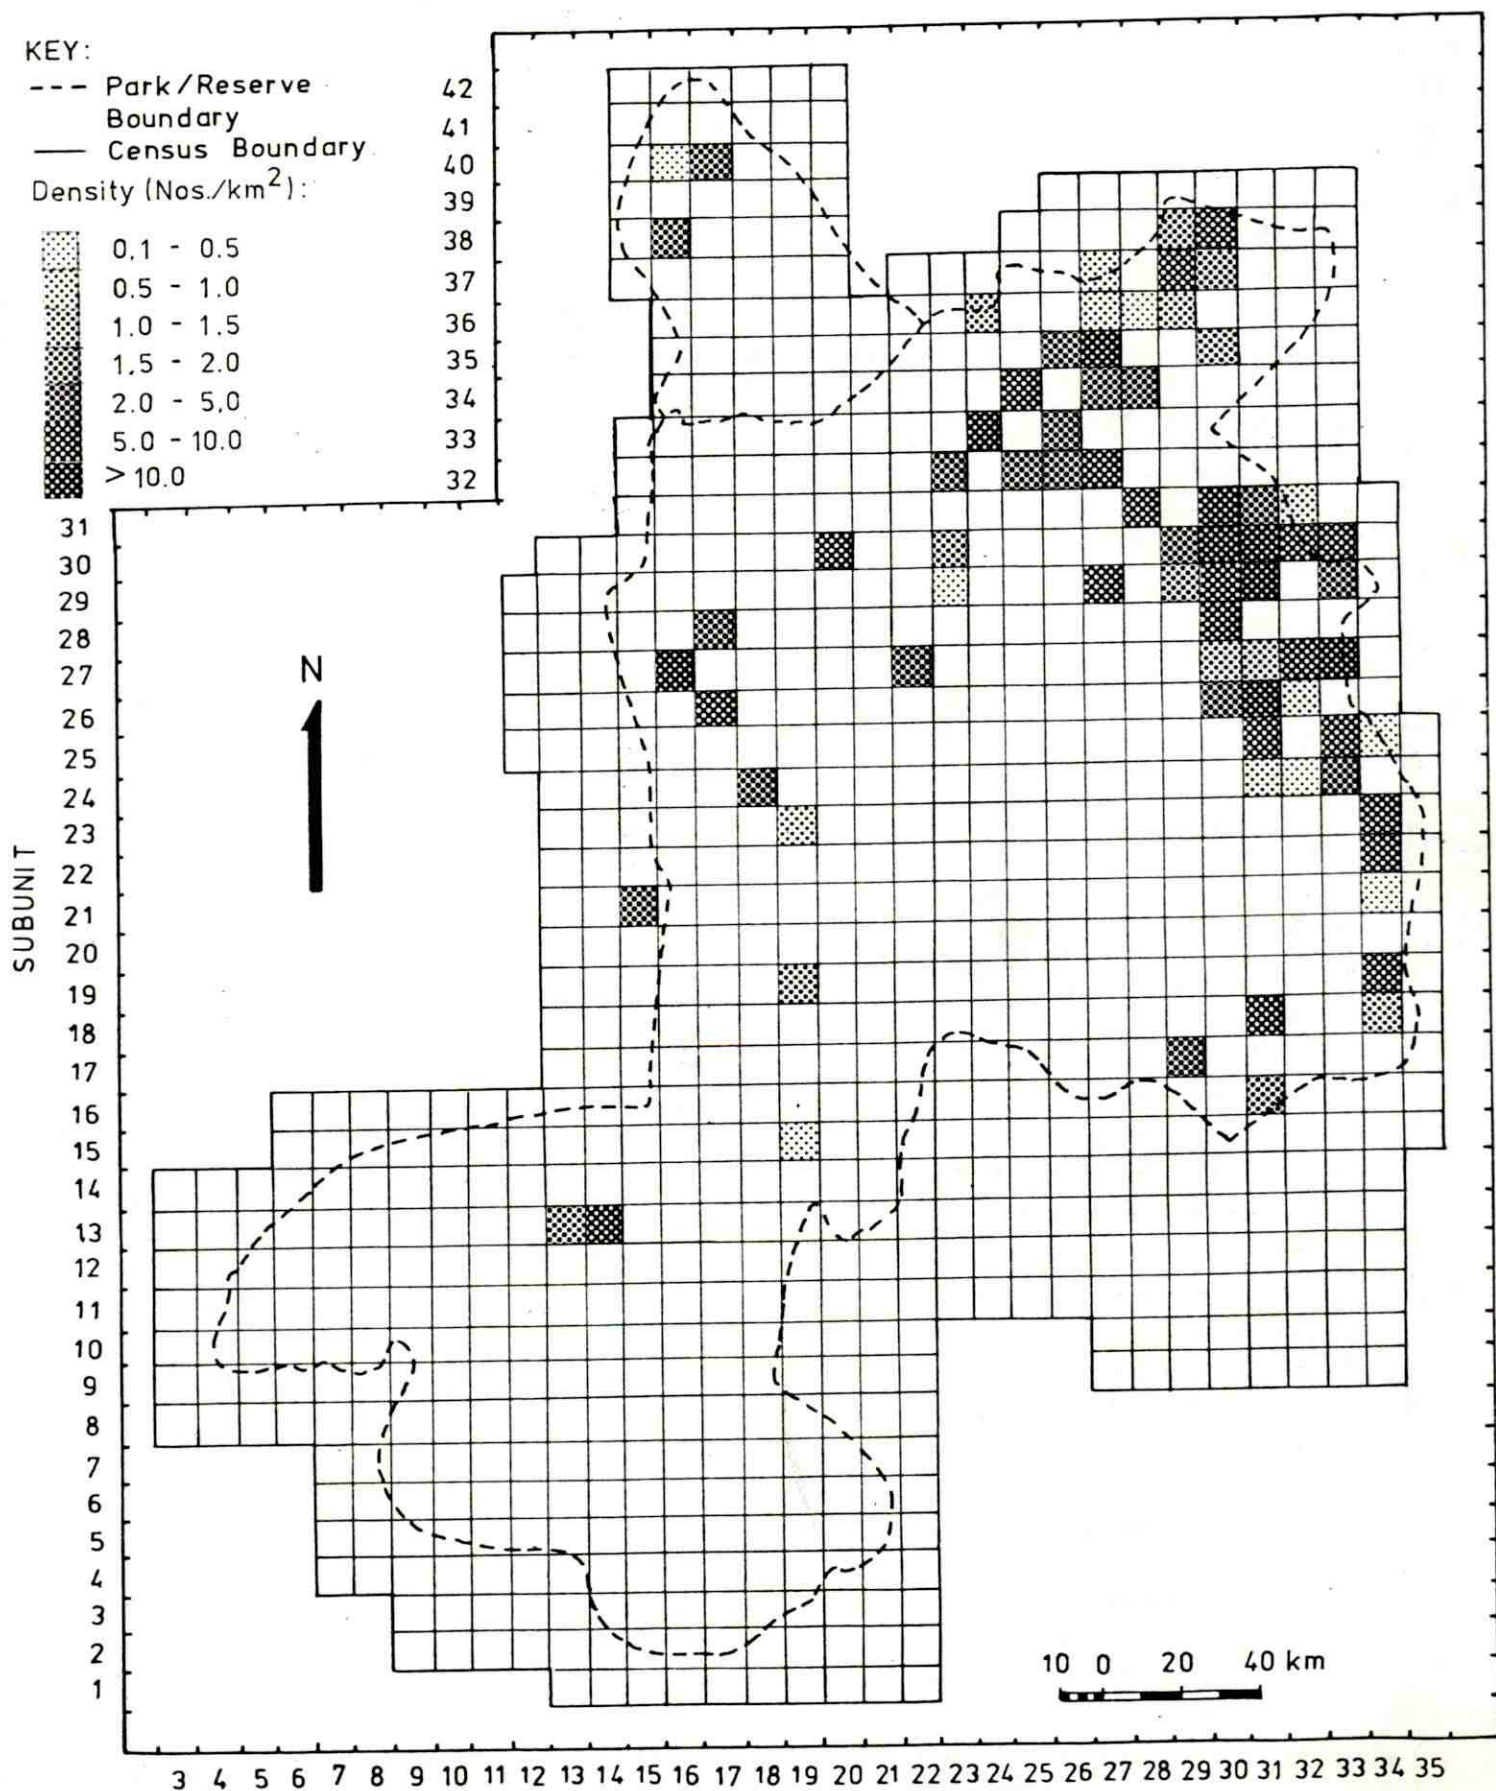 KEY:
--- Park/Reserve
Boundary
— Census Boundary
Density (Nos./km²):
0.1 - 0.5
0.5 - 1.0
1.0 - 1.5
1.5 - 2.0
2.0 - 5.0
5.0 - 10.0
>10.0
42
41
40
39
38
37
36
35
34
33
32
31
30
29
28
27
26
25
24
23
22
21
20
19
18
17
16
15
14
13
12
11
10
9
8
7
6
5
4
3
2
1
N
SUBUNIT
10 0 20 40 km
3 4 5 6 7 8 9 10 11 12 13 14 15 16 17 18 19 20 21 22 23 24 25 26 27 28 29 30 31 32 33 34 35